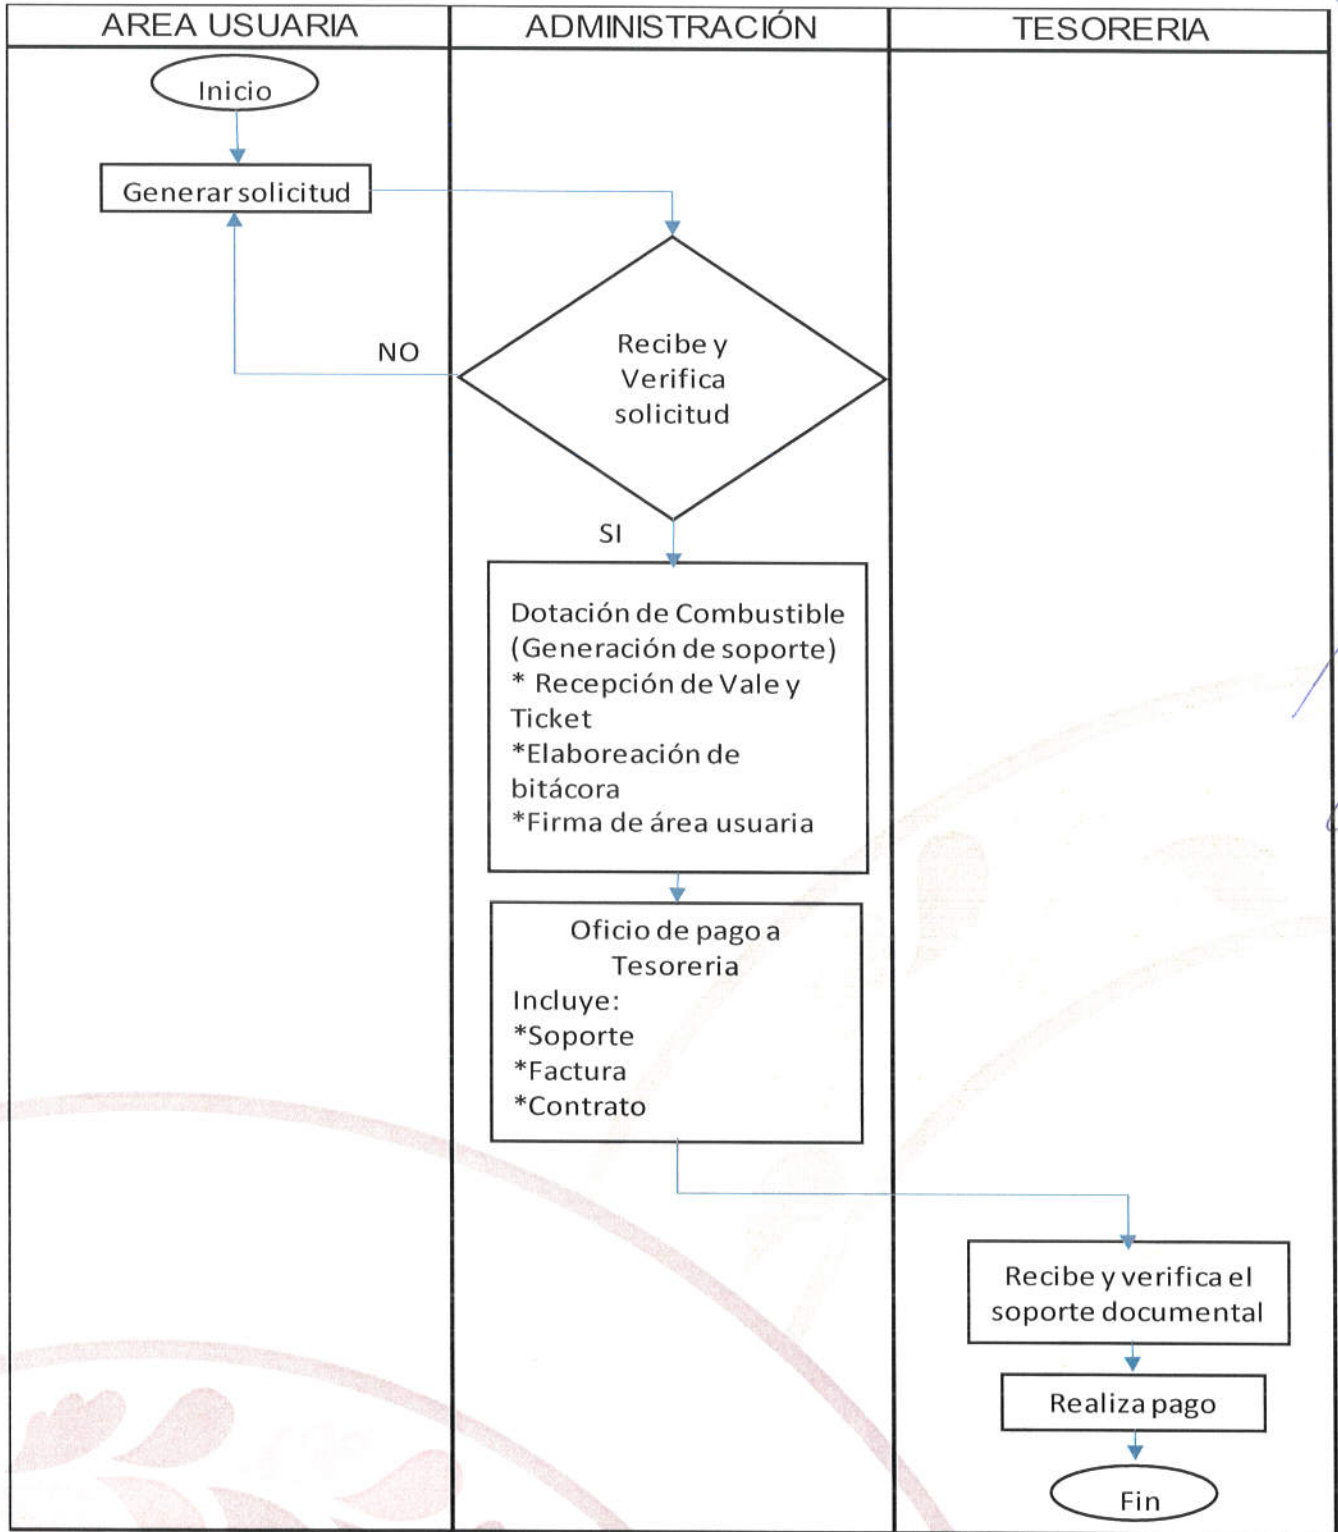 AREA USUARIA
ADMINISTRACIÓN
TESORERIA
Inicio
Generar solicitud
NO
Recibe y
Verifica
solicitud
SI
Dotación de Combustible
(Generación de soporte)
* Recepción de Vale y
Ticket
*Elaboreación de
bitácora
*Firma de área usuaria
Oficio de pago a
Tesoreria
Incluye:
*Soporte
*Factura
*Contrato
Recibe y verifica el
soporte documental
Realiza pago
Fin